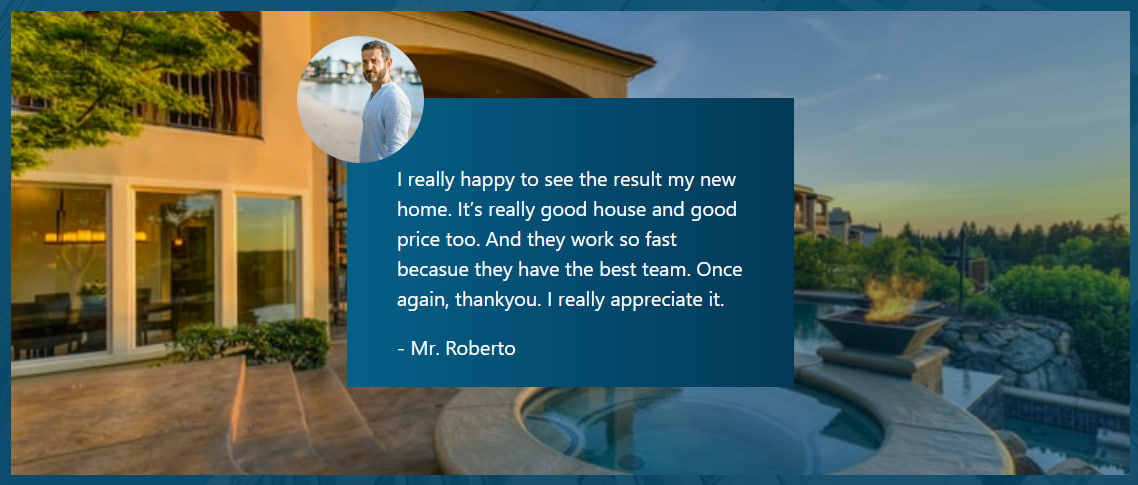 I really happy to see the result my new
home. It's really good house and good
price too. And they work so fast
becasue they have the best team. Once
again, thankyou. I really appreciate it.
- Mr. Roberto